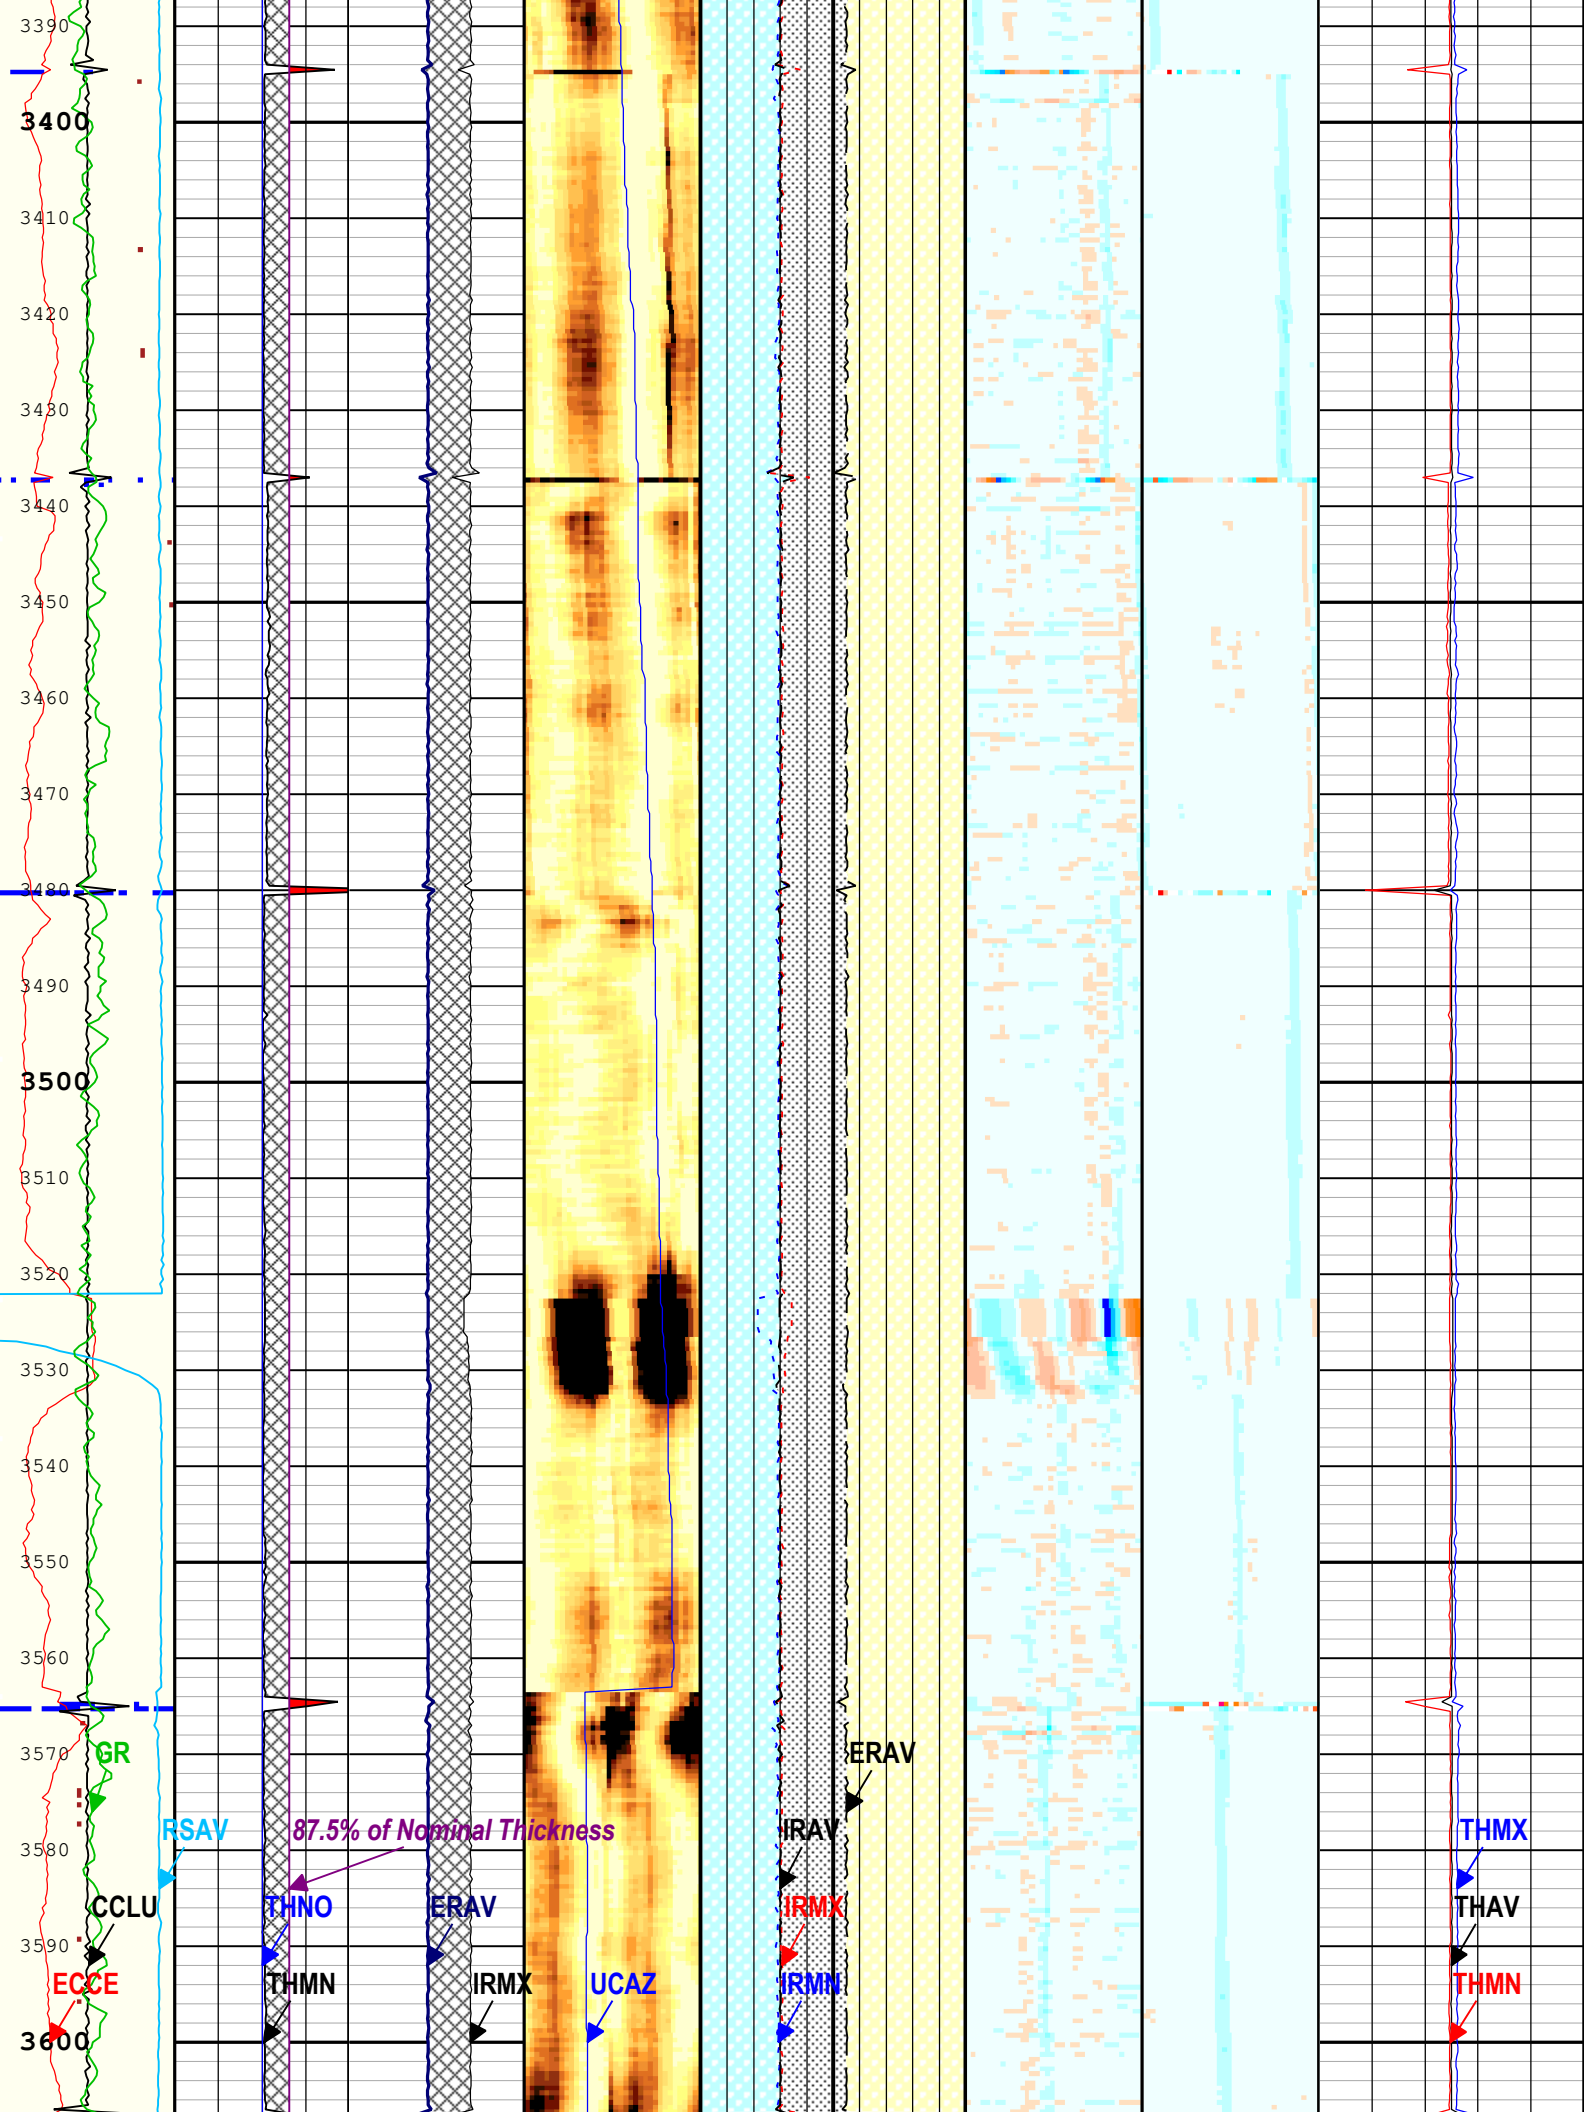 3390
3400
3410
3420
3430
3440
3450
3460
3470
3480
3490
3500
3510
3520
3530
3540
3550
3560
3570
GR
ERAV
3580
RSAV
87.5% of Nominal Thickness
IRAV
THMX
CCLU
THNO
ERAV
IRMX
THAV
3590
ECCE
THMN
IRMX
UCAZ
IRMN
THMN
3600